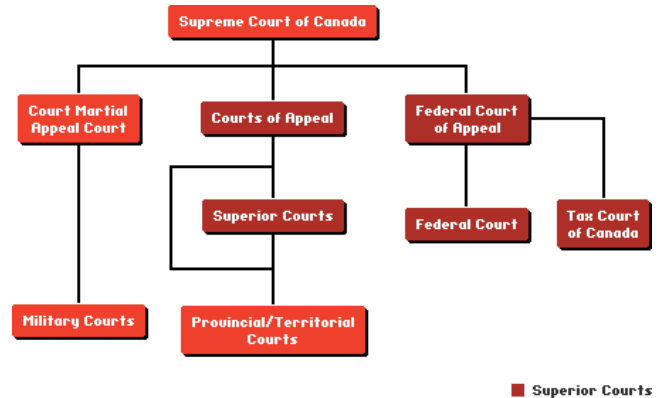 Supreme Court of Canada
Court Martial
Appeal Court
Courts of Appeal
Federal Court
of Appeal
Superior Courts
Federal Court
Tax Court
of Canada
Military Courts
Provincial/Territorial
Courts
Superior Courts